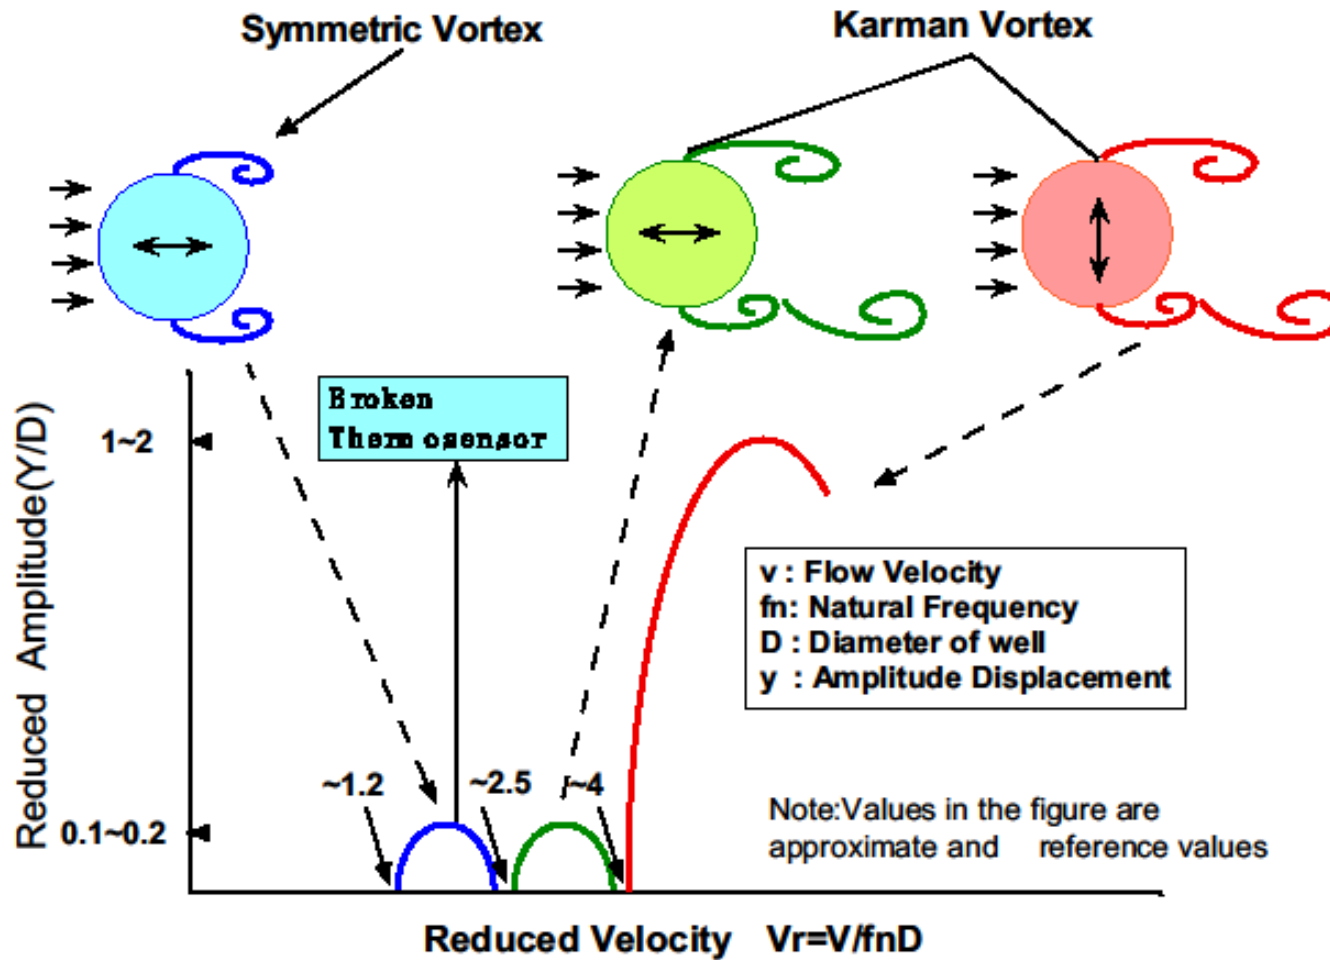 Symmetric Vortex
Karman Vortex
Broken
Thermosensor
Reduced Amplitude(Y/D)
1~2
0.1~0.2
~1.2
~2.5
~4
v : Flow Velocity
fn: Natural Frequency
D : Diameter of well
y : Amplitude Displacement
Note:Values in the figure are
approximate and reference values
Reduced Velocity Vr=V/fnD